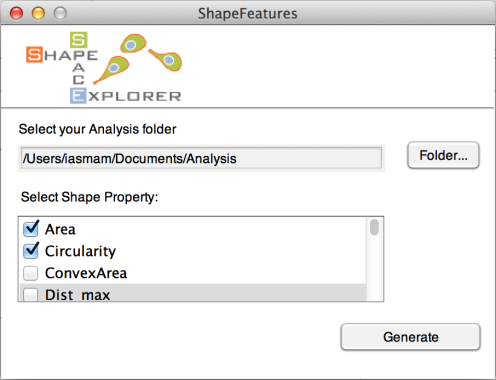 ShapeFeatures
SHAPE
SPACE
EXPLORER
Select your Analysis folder
/Users/iasmam/Documents/Analysis
Folder...
Select Shape Property:
Area
Circularity
ConvexArea
Dist_max
Generate